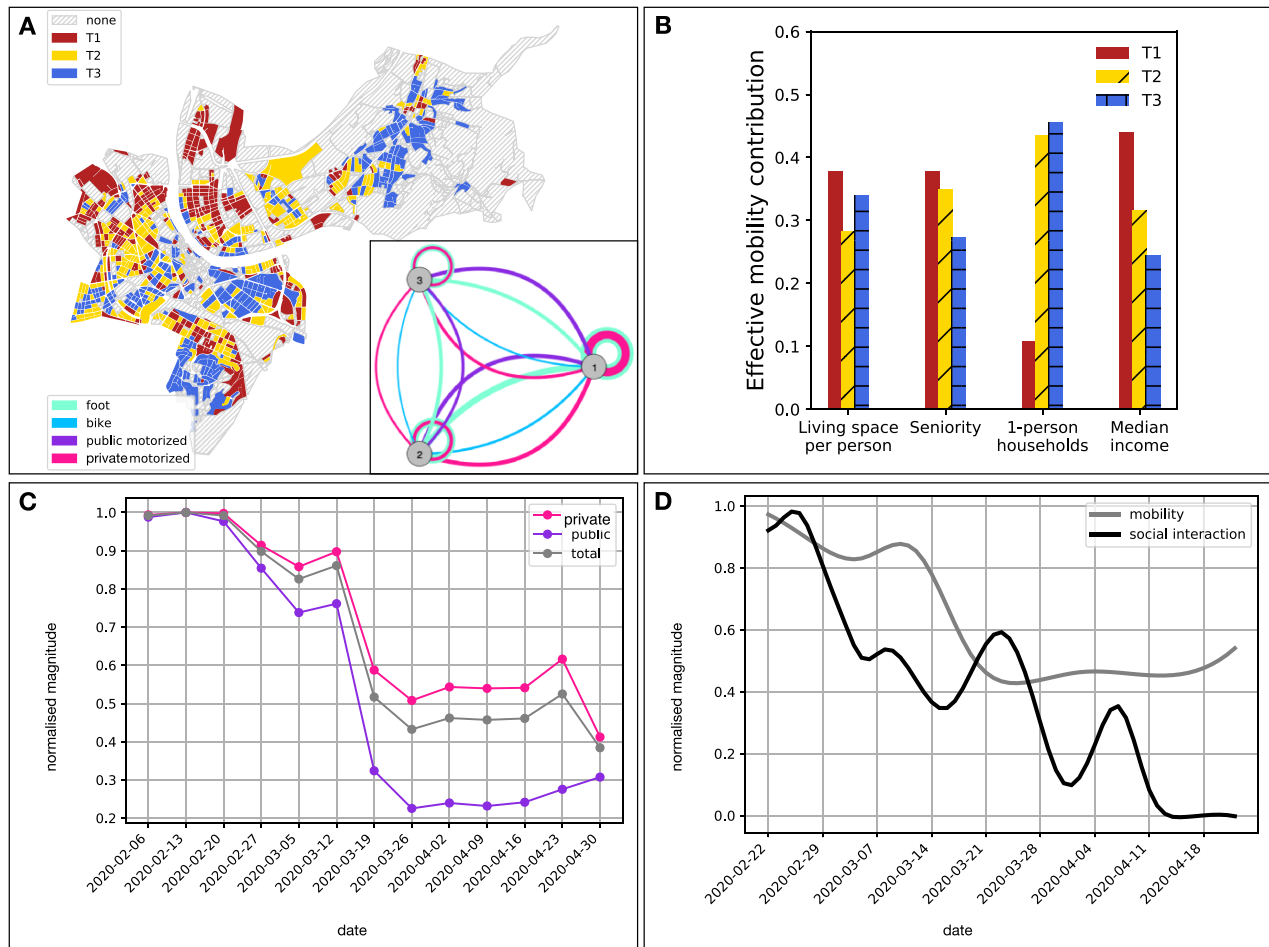 A
none
T1
T2
T3
3
1
2
foot
bike
public motorized
private motorized
B
Effective mobility contribution
0.6
0.5
0.4
0.3
0.2
0.1
0.0
T1
T2
T3
Living space
per person
Seniority
1-person
households
Median
income
C
normalised magnitude
1.0
0.9
0.8
0.7
0.6
0.5
0.4
0.3
0.2
private
public
total
2020-02-06
2020-02-13
2020-02-20
2020-02-27
2020-03-05
2020-03-12
2020-03-19
2020-03-26
2020-04-02
2020-04-09
2020-04-16
2020-04-23
2020-04-30
date
D
normalised magnitude
1.0
0.8
0.6
0.4
0.2
0.0
mobility
social interaction
2020-02-22
2020-02-29
2020-03-07
2020-03-14
2020-03-21
2020-03-28
2020-04-04
2020-04-11
2020-04-18
date